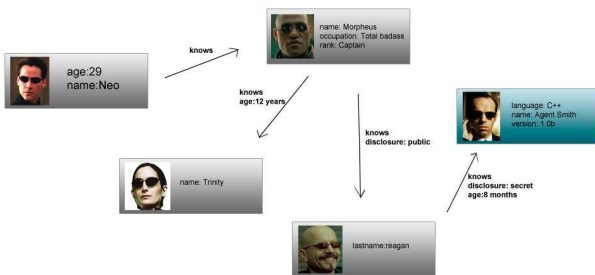 age:29
name:Neo
knows
name: Morpheus
occupation: Total badass
rank: Captain
knows
age:12 years
knows
disclosure: public
language: C++
name: Agent Smith
version: 1.0b
name: Trinity
knows
disclosure: secret
age:8 months
lastname:reagan